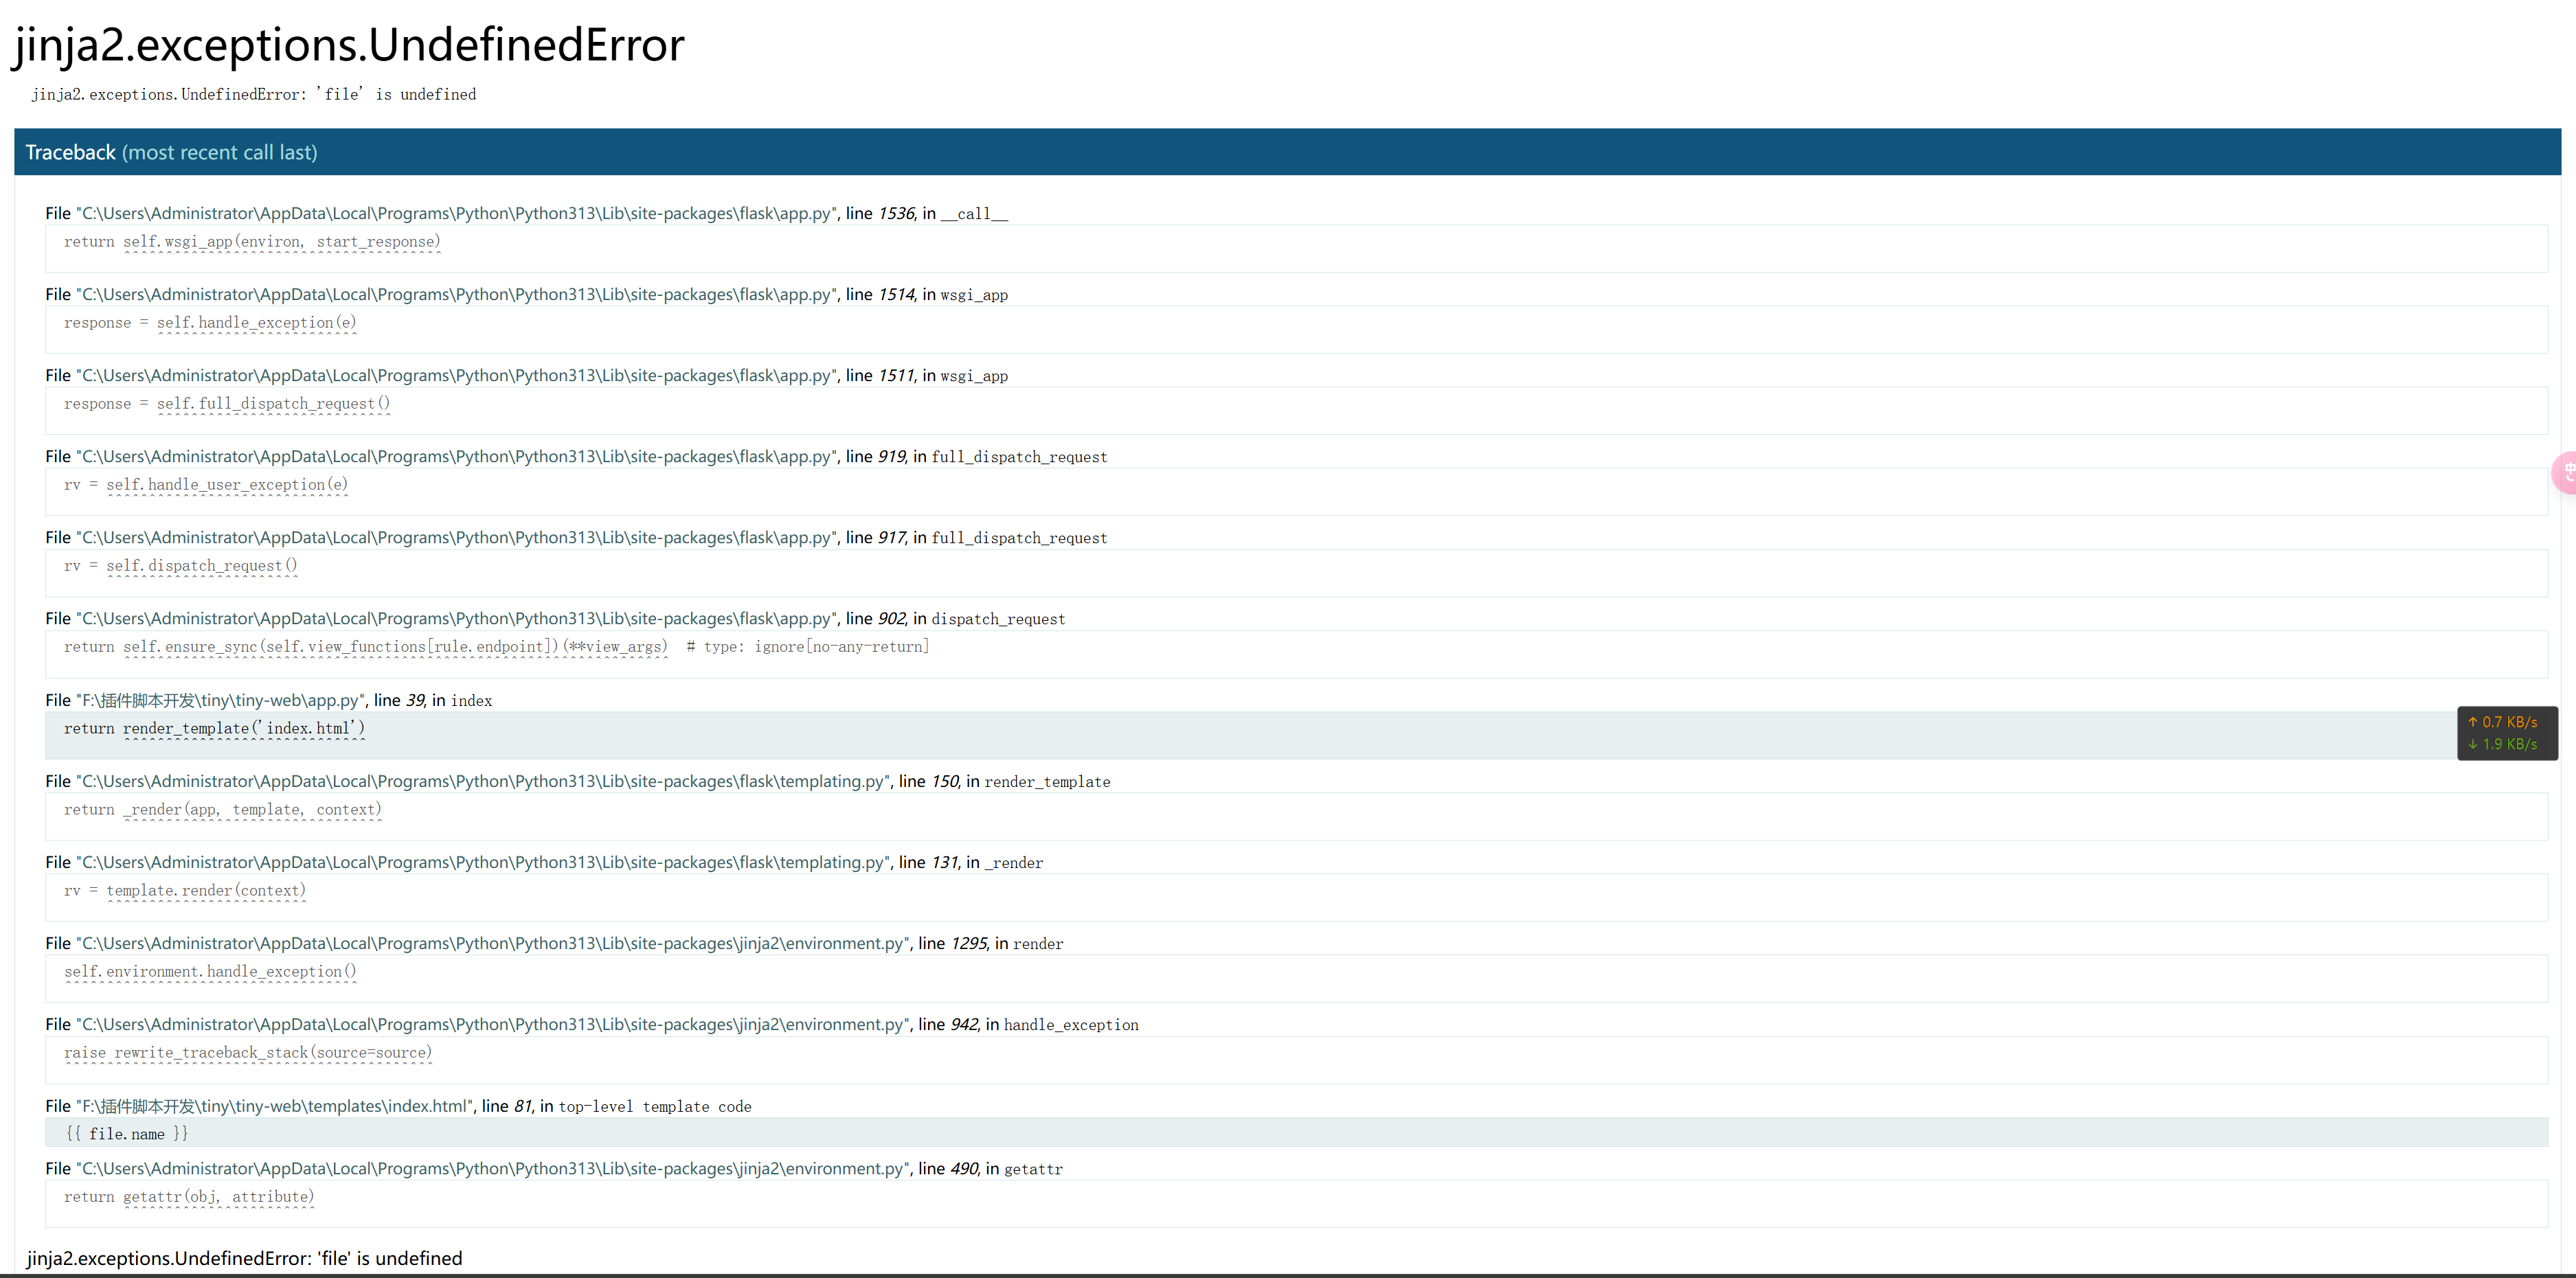 jinja2.exceptions.UndefinedError
jinja2.exceptions.UndefinedError: 'file' is undefined
Traceback (most recent call last)
File "C:\Users\Administrator\AppData\Local\Programs\Python\Python313\Lib\site-packages\flask\app.py", line 1536, in __call__
return self.wsgi_app(environ, start_response)
File "C:\Users\Administrator\AppData\Local\Programs\Python\Python313\Lib\site-packages\flask\app.py", line 1514, in wsgi_app
response = self.handle_exception(e)
File "C:\Users\Administrator\AppData\Local\Programs\Python\Python313\Lib\site-packages\flask\app.py", line 1511, in wsgi_app
response = self.full_dispatch_request()
File "C:\Users\Administrator\AppData\Local\Programs\Python\Python313\Lib\site-packages\flask\app.py", line 919, in full_dispatch_request
rv = self.handle_user_exception(e)
File "C:\Users\Administrator\AppData\Local\Programs\Python\Python313\Lib\site-packages\flask\app.py", line 917, in full_dispatch_request
rv = self.dispatch_request()
File "C:\Users\Administrator\AppData\Local\Programs\Python\Python313\Lib\site-packages\flask\app.py", line 902, in dispatch_request
return self.ensure_sync(self.view_functions[rule.endpoint])(**view_args)  # type: ignore[no-any-return]
File "F:\插件脚本开发\tiny\tiny-web\app.py", line 39, in index
return render_template('index.html')
↑ 0.7 KB/s
↓ 1.9 KB/s
File "C:\Users\Administrator\AppData\Local\Programs\Python\Python313\Lib\site-packages\flask\templating.py", line 150, in render_template
return _render(app, template, context)
File "C:\Users\Administrator\AppData\Local\Programs\Python\Python313\Lib\site-packages\flask\templating.py", line 131, in _render
rv = template.render(context)
File "C:\Users\Administrator\AppData\Local\Programs\Python\Python313\Lib\site-packages\jinja2\environment.py", line 1295, in render
self.environment.handle_exception()
File "C:\Users\Administrator\AppData\Local\Programs\Python\Python313\Lib\site-packages\jinja2\environment.py", line 942, in handle_exception
raise rewrite_traceback_stack(source=source)
File "F:\插件脚本开发\tiny\tiny-web\templates\index.html", line 81, in top-level template code
{{ file.name }}
File "C:\Users\Administrator\AppData\Local\Programs\Python\Python313\Lib\site-packages\jinja2\environment.py", line 490, in getattr
return getattr(obj, attribute)
jinja2.exceptions.UndefinedError: 'file' is undefined